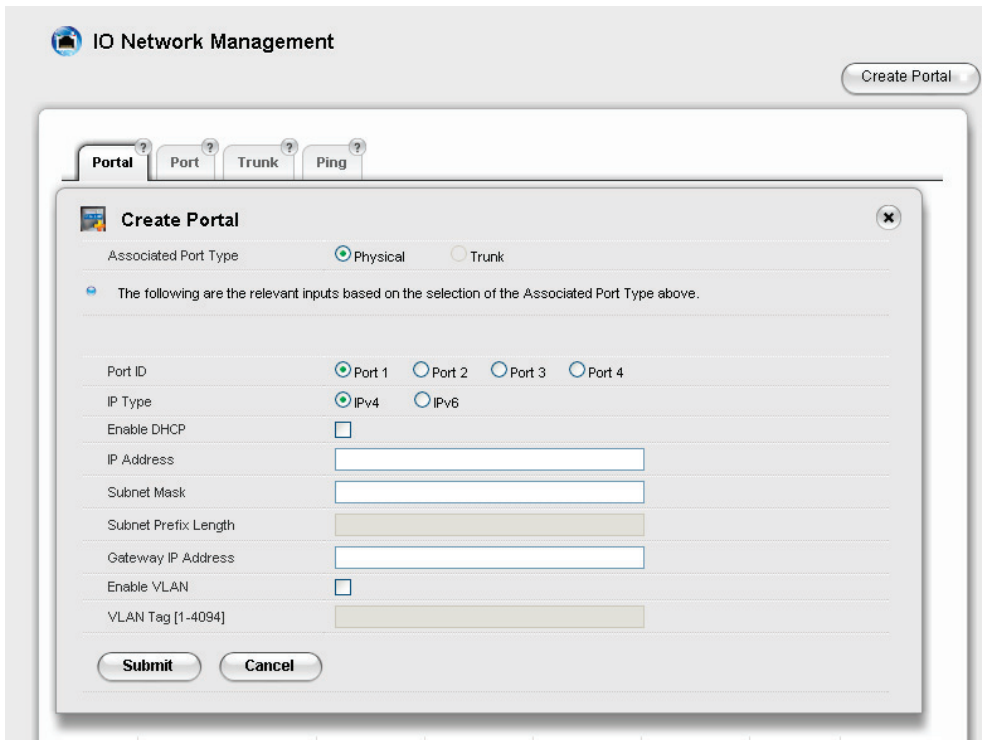 IO Network Management
Create Portal
Portal ? Port ? Trunk ? Ping ?
Create Portal
Associated Port Type Physical Trunk
The following are the relevant inputs based on the selection of the Associated Port Type above.
Port ID Port 1 Port 2 Port 3 Port 4
IP Type IPv4 IPv6
Enable DHCP
IP Address
Subnet Mask
Subnet Prefix Length
Gateway IP Address
Enable VLAN
VLAN Tag [1-4094]
Submit Cancel